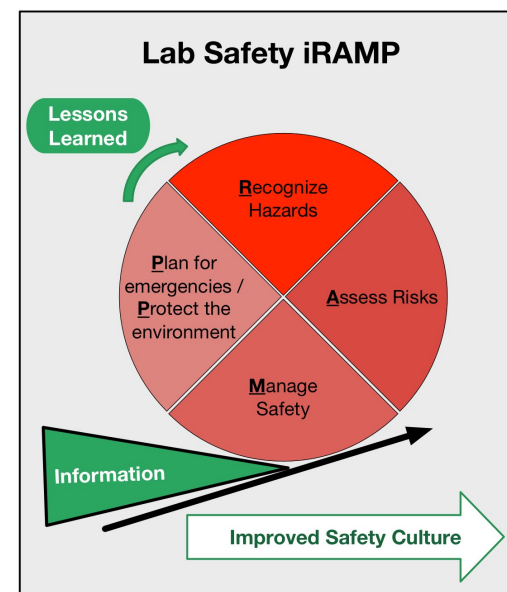 Lab Safety iRAMP
Lessons
Learned
Recognize
Hazards
Plan for
emergencies /
Protect the
environment
Assess Risks
Manage
Safety
Information
Improved Safety Culture